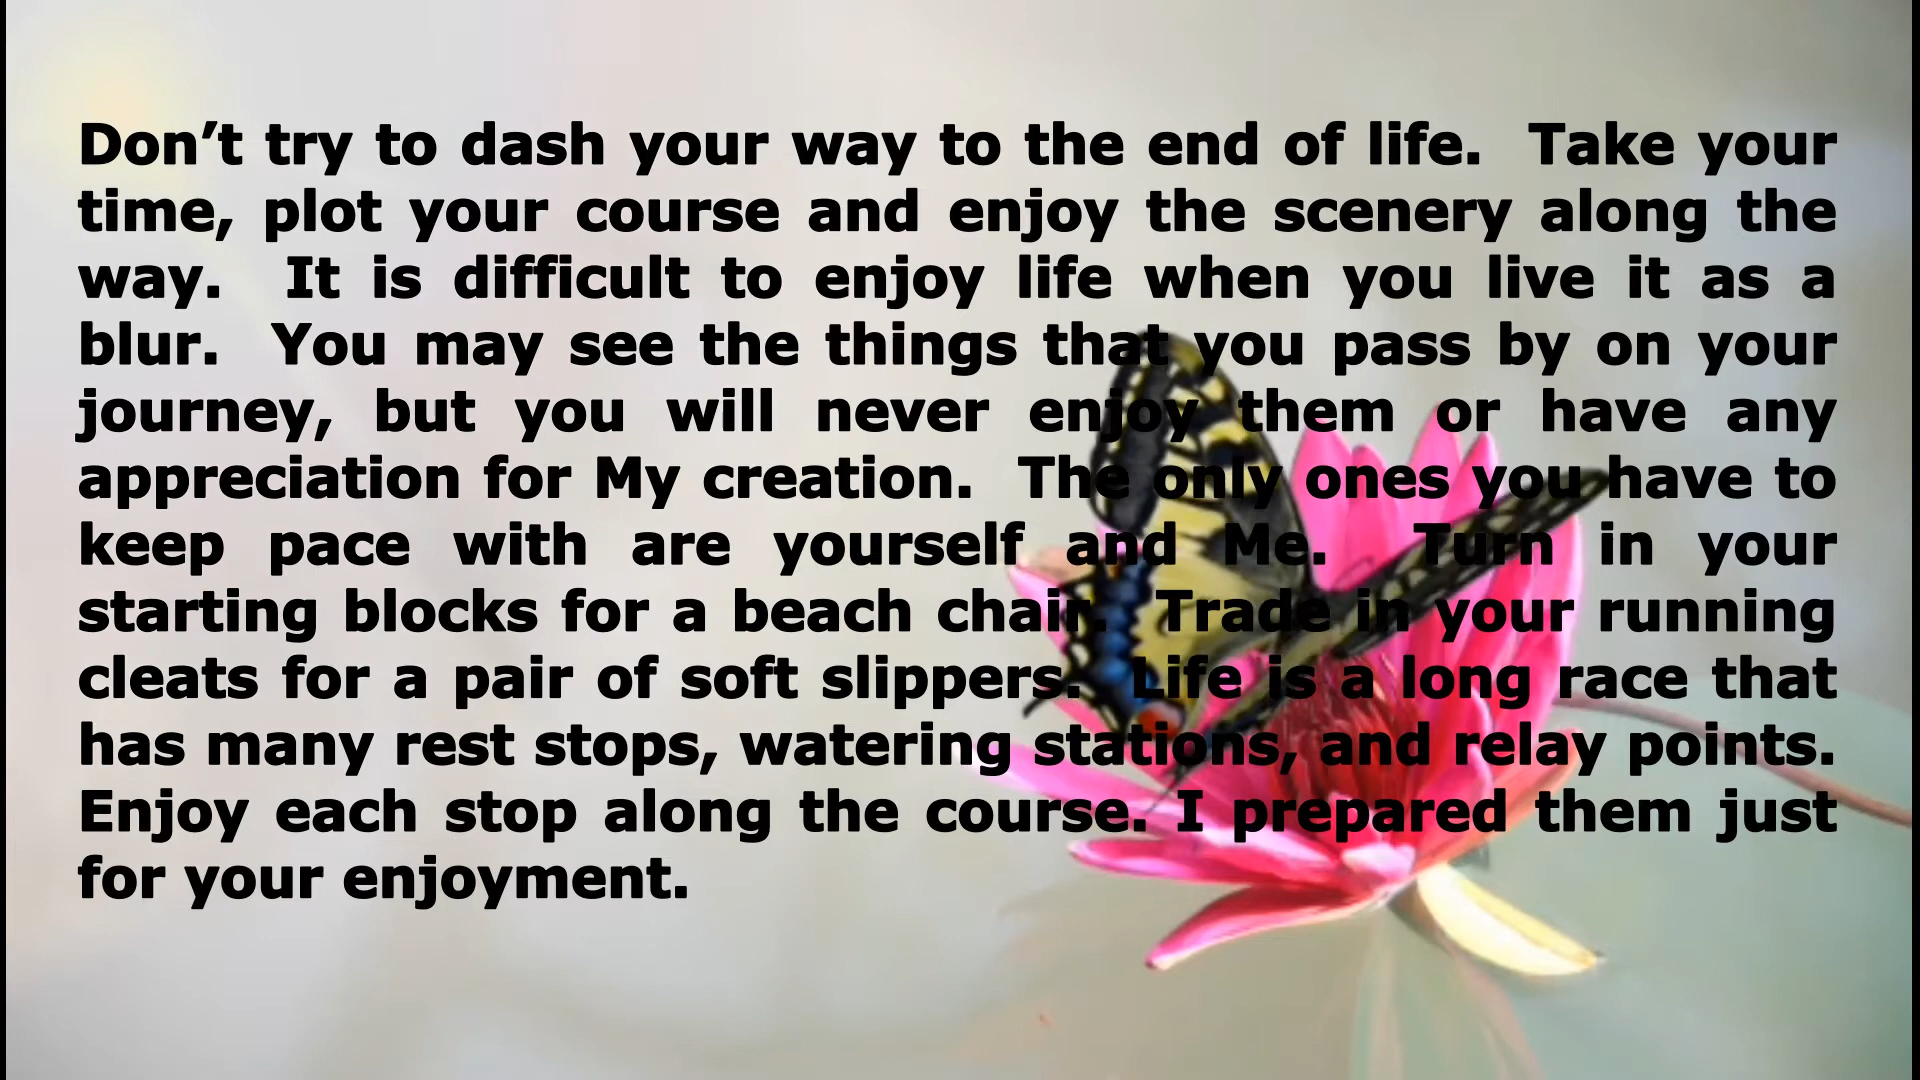 Don’t try to dash your way to the end of life.  Take your
time, plot your course and enjoy the scenery along the
way.  It is difficult to enjoy life when you live it as a
blur.  You may see the things that you pass by on your
journey, but you will never enjoy them or have any
appreciation for My creation.  The only ones you have to
keep pace with are yourself and Me.  Turn in your
starting blocks for a beach chair.  Trade in your running
cleats for a pair of soft slippers.  Life is a long race that
has many rest stops, watering stations, and relay points.
Enjoy each stop along the course. I prepared them just
for your enjoyment.